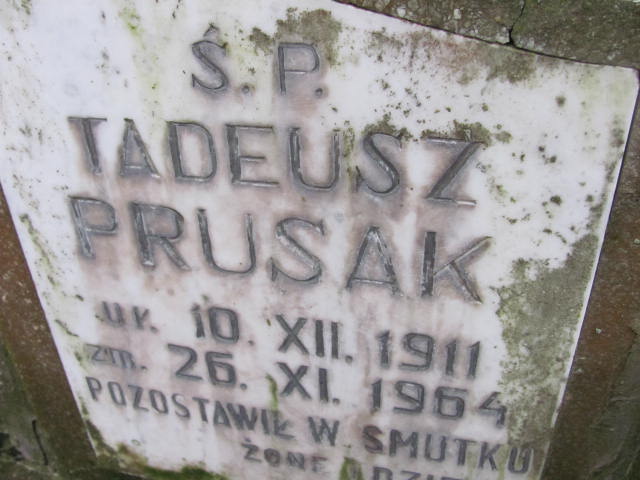 Ś. P.
TADEUSZ
PRUSAK
ur. 10. XII. 1911
zm. 26. XI. 1964
POZOSTAWIŁ W SMUTKU
ŻONĘ